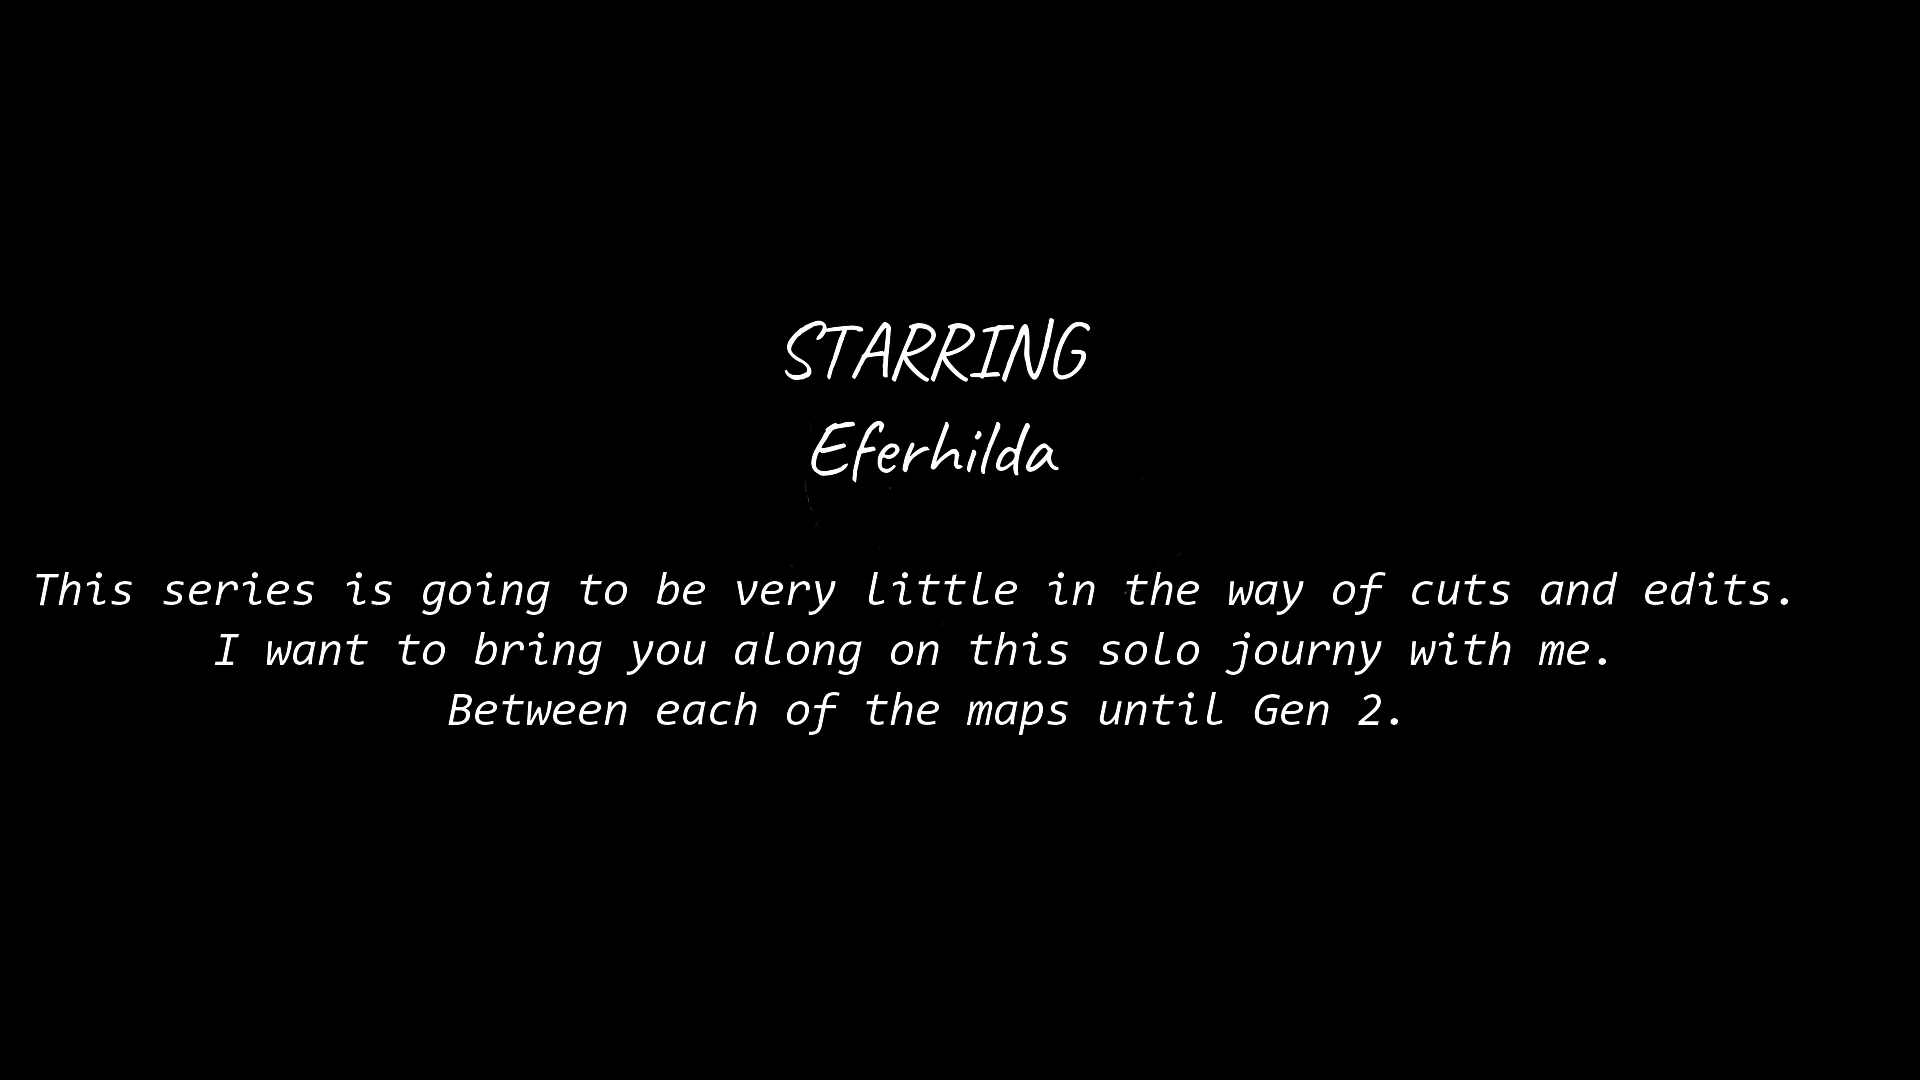 STARRING
Eferhilda
This series is going to be very little in the way of cuts and edits.
I want to bring you along on this solo journy with me.
Between each of the maps until Gen 2.